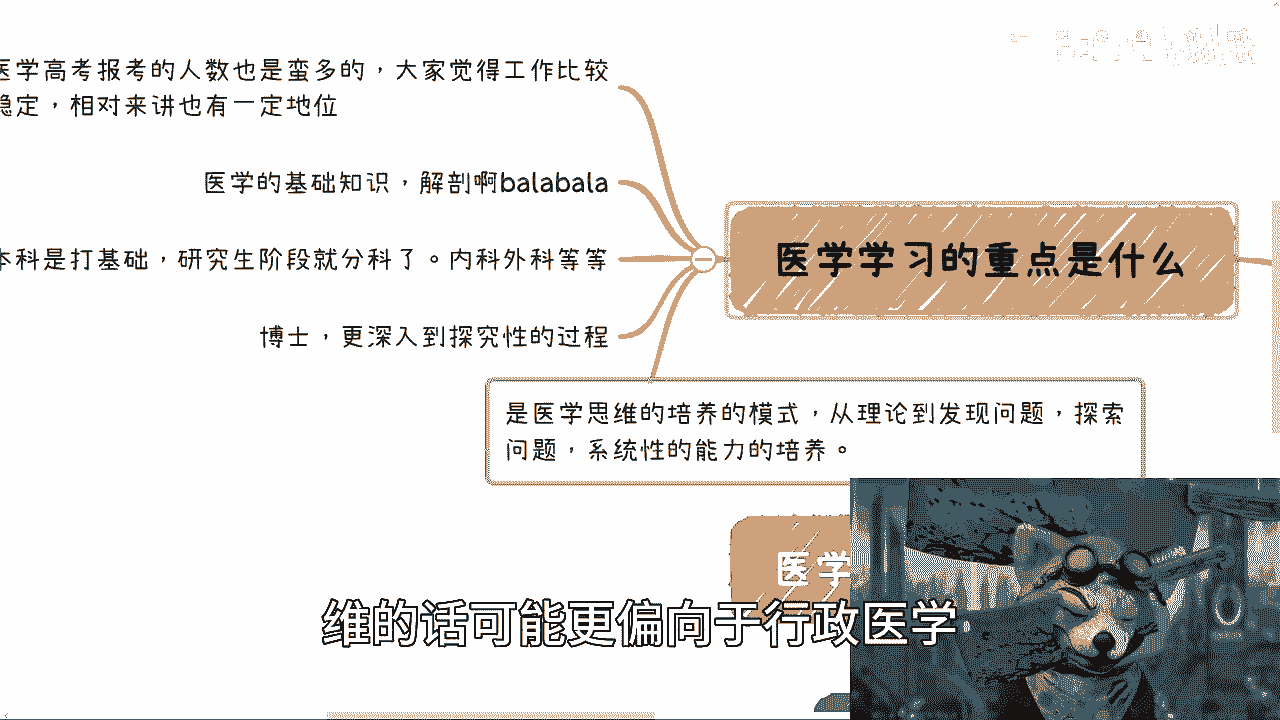 医学高考报考的人数也是蛮多的，大家觉得工作比较
稳定，相对来讲也有一定地位
医学的基础知识，解剖啊balabala
本科是打基础，研究生阶段就分科了。内科外科等等
博士，更深入到探究性的过程
医学学习的重点是什么
是医学思维的培养的模式，从理论到发现问题，探索
问题，系统性的能力的培养。
医学
维的话可能更偏向于行政医学